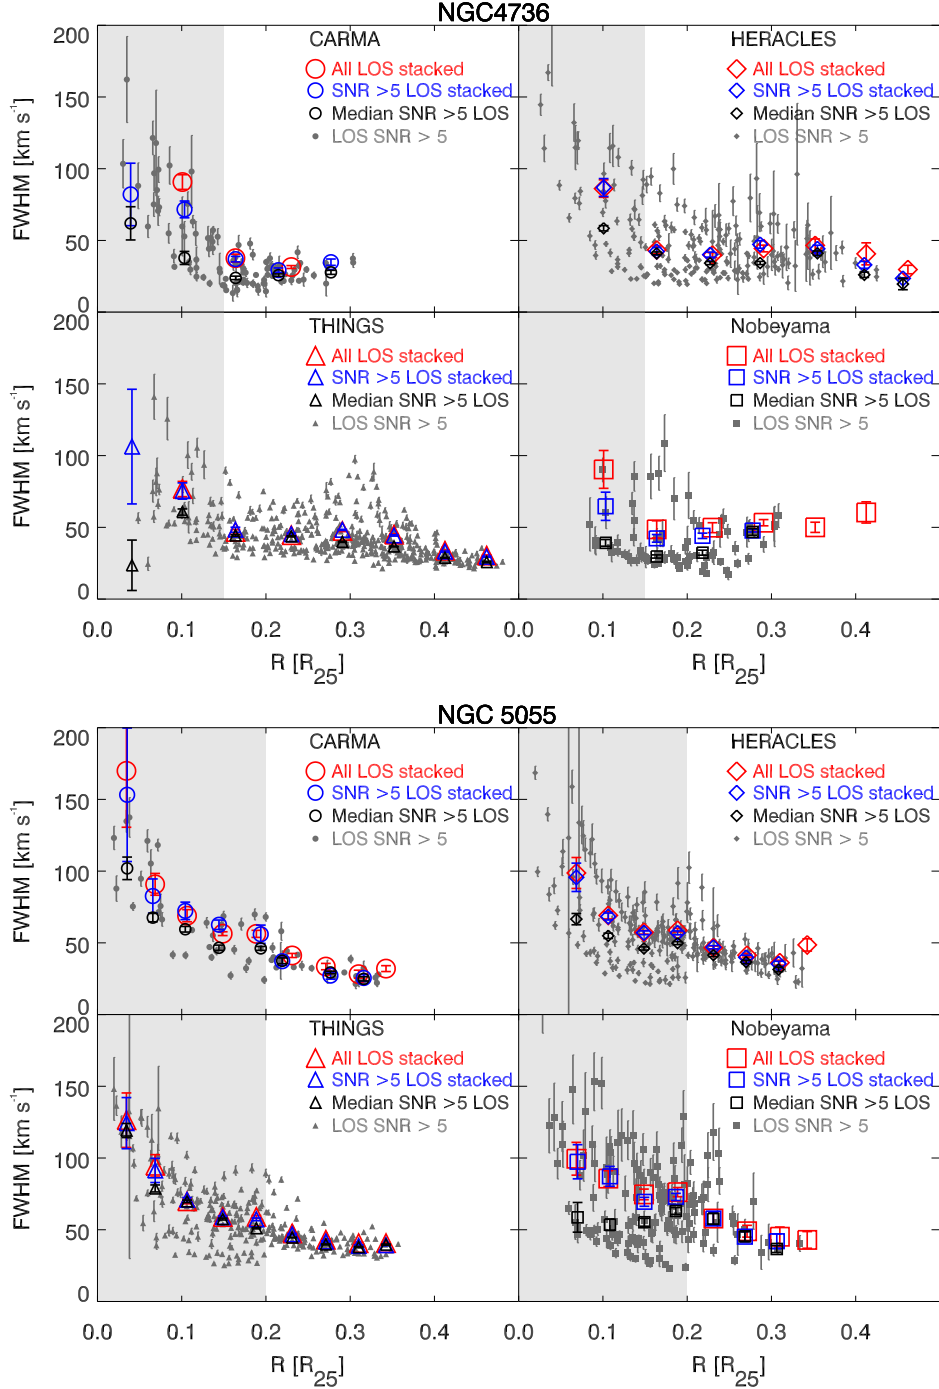 NGC4736
CARMA
All LOS stacked
SNR >5 LOS stacked
Median SNR >5 LOS
LOS SNR > 5
HERACLES
All LOS stacked
SNR >5 LOS stacked
Median SNR >5 LOS
LOS SNR > 5
200
150
100
50
0
FWHM [km s-1]
THINGS
All LOS stacked
SNR >5 LOS stacked
Median SNR >5 LOS
LOS SNR > 5
Nobeyama
All LOS stacked
SNR >5 LOS stacked
Median SNR >5 LOS
LOS SNR > 5
200
150
100
50
0
FWHM [km s-1]
0.0 0.1 0.2 0.3 0.4 0.0 0.1 0.2 0.3 0.4
R [R25] R [R25]
NGC 5055
CARMA
All LOS stacked
SNR >5 LOS stacked
Median SNR >5 LOS
LOS SNR > 5
HERACLES
All LOS stacked
SNR >5 LOS stacked
Median SNR >5 LOS
LOS SNR > 5
200
150
100
50
0
FWHM [km s-1]
THINGS
All LOS stacked
SNR >5 LOS stacked
Median SNR >5 LOS
LOS SNR > 5
Nobeyama
All LOS stacked
SNR >5 LOS stacked
Median SNR >5 LOS
LOS SNR > 5
200
150
100
50
0
FWHM [km s-1]
0.0 0.1 0.2 0.3 0.4 0.0 0.1 0.2 0.3 0.4
R [R25] R [R25]